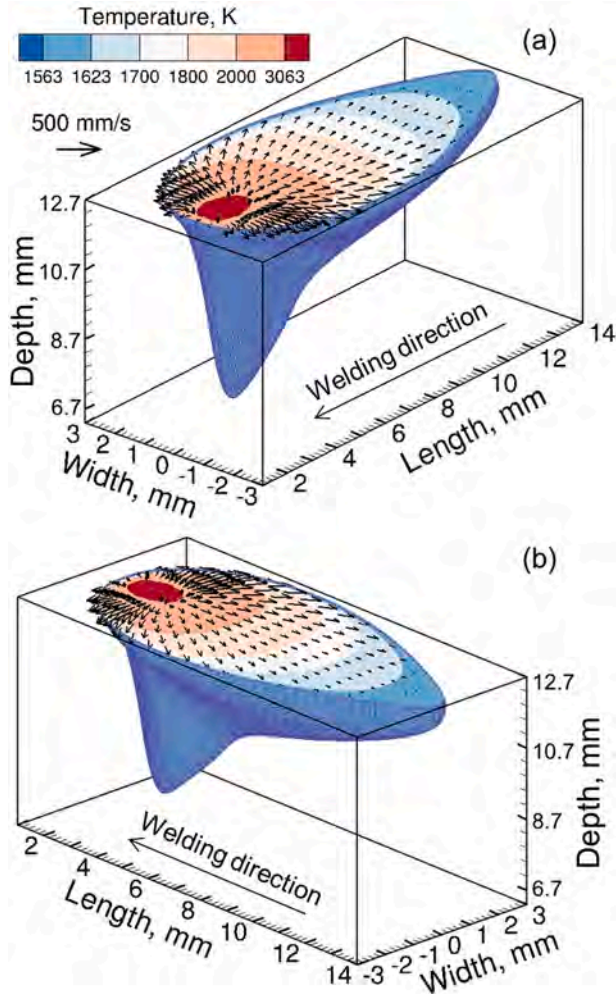 Temperature, K
(a)
1563 1623 1700 1800 2000 3063
500 mm/s
12.7
10.7
8.7
6.7
Depth, mm
3 2 1 0 -1 -2 -3
Width, mm
2 4 6 8 10 12 14
Length, mm
Welding direction
(b)
12.7
10.7
8.7
6.7
Depth, mm
Welding direction
2 4 6 8 10 12 14
Length, mm
-3 -2 -1 0 1 2 3
Width, mm